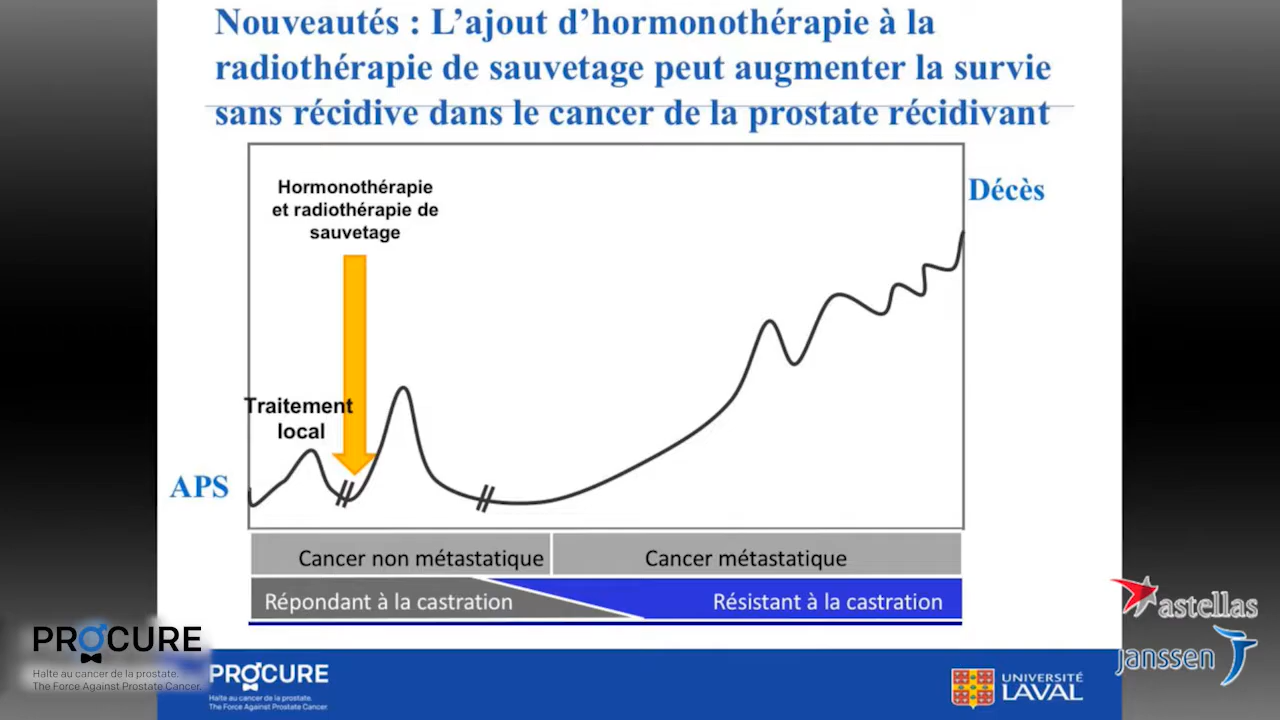 Nouveautés : L’ajout d’hormonothérapie à la
radiothérapie de sauvetage peut augmenter la survie
sans récidive dans le cancer de la prostate récidivant
Hormonothérapie
et radiothérapie de
sauvetage
Décès
Traitement
local
APS
Cancer non métastatique
Cancer métastatique
Répondant à la castration
Résistant à la castration
astellas
janssen
PROCURE
Halte au cancer de la prostate.
The Force Against Prostate Cancer.
PROCURE
Halte au cancer de la prostate.
The Force Against Prostate Cancer.
UNIVERSITÉ
LAVAL